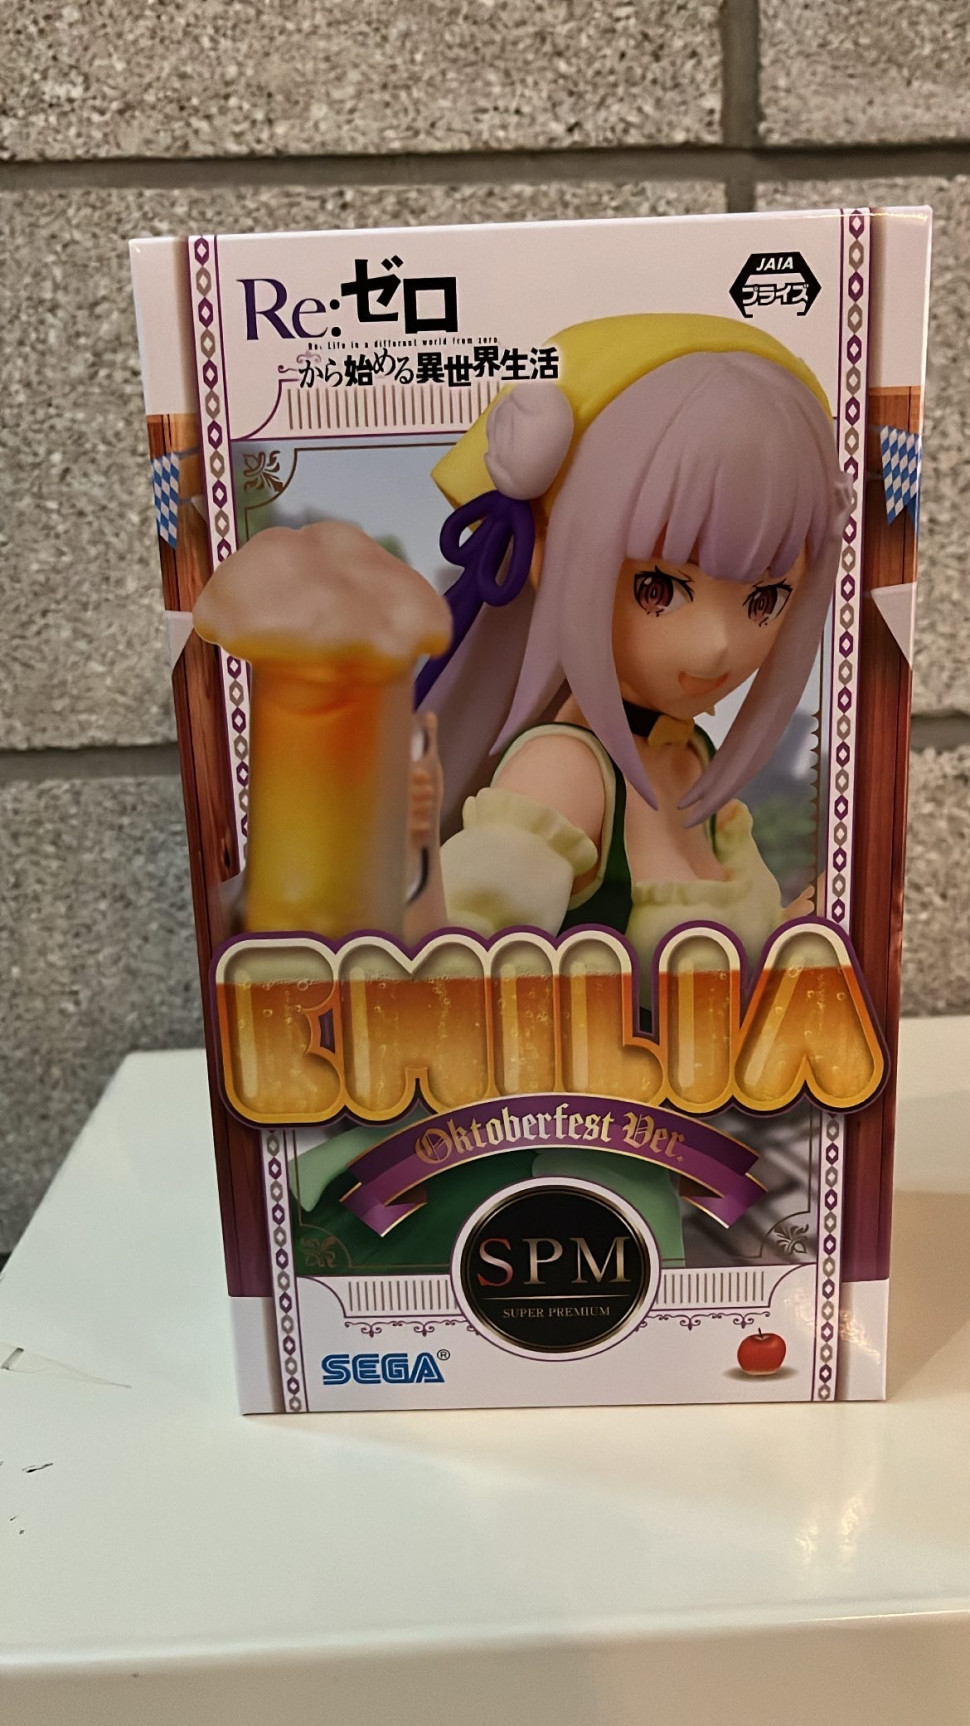 Re:ゼロ
Re: Life in a different world from zero
から始める異世界生活
JAIA
プライズ
EMILIA
Oktoberfest Ver.
SPM
SUPER PREMIUM
SEGA®